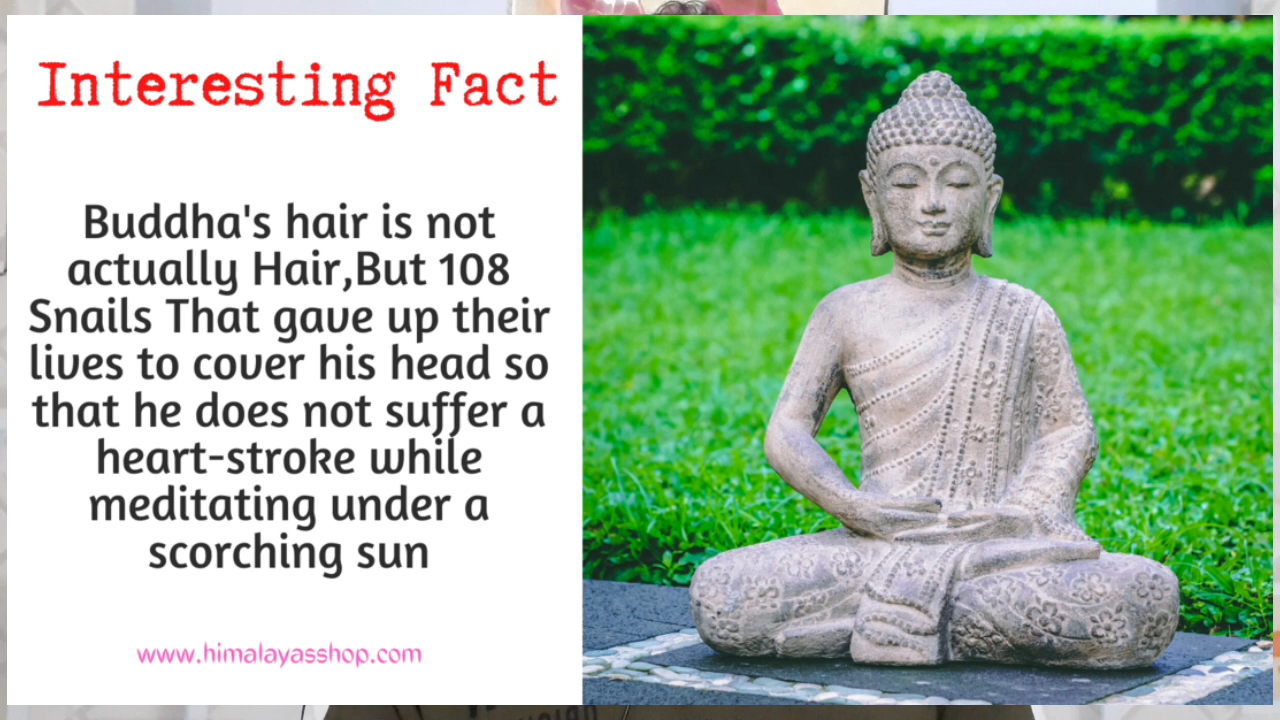 Interesting Fact
Buddha's hair is not
actually Hair,But 108
Snails That gave up their
lives to cover his head so
that he does not suffer a
heart-stroke while
meditating under a
scorching sun
www.himalayasshop.com